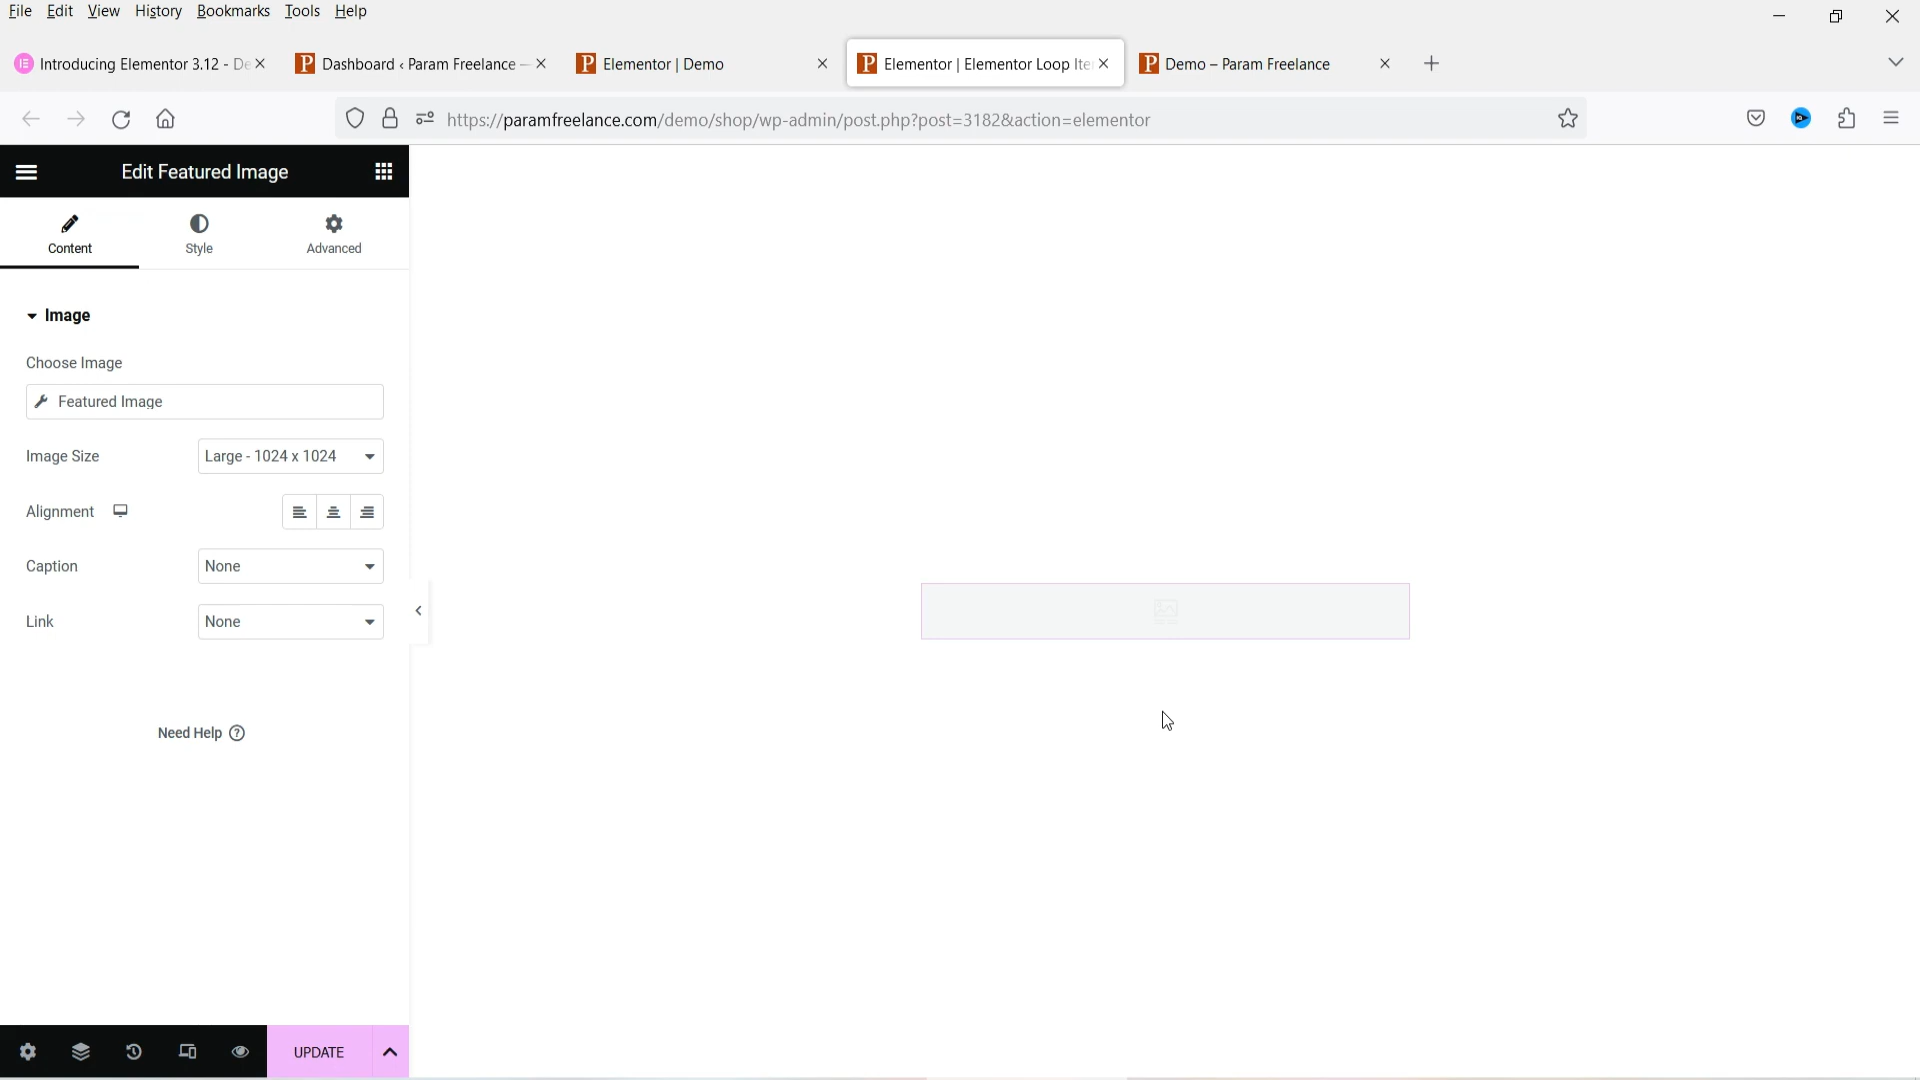 File Edit View History Bookmarks Tools Help
Introducing Elementor 3.12 - De
Dashboard ‹ Param Freelance —
Elementor | Demo
Elementor | Elementor Loop Ite
Demo – Param Freelance
https://paramfreelance.com/demo/shop/wp-admin/post.php?post=3182&action=elementor
Edit Featured Image
Content Style Advanced
Image
Choose Image
Featured Image
Image Size Large - 1024 x 1024
Alignment
Caption None
Link None
Need Help
UPDATE